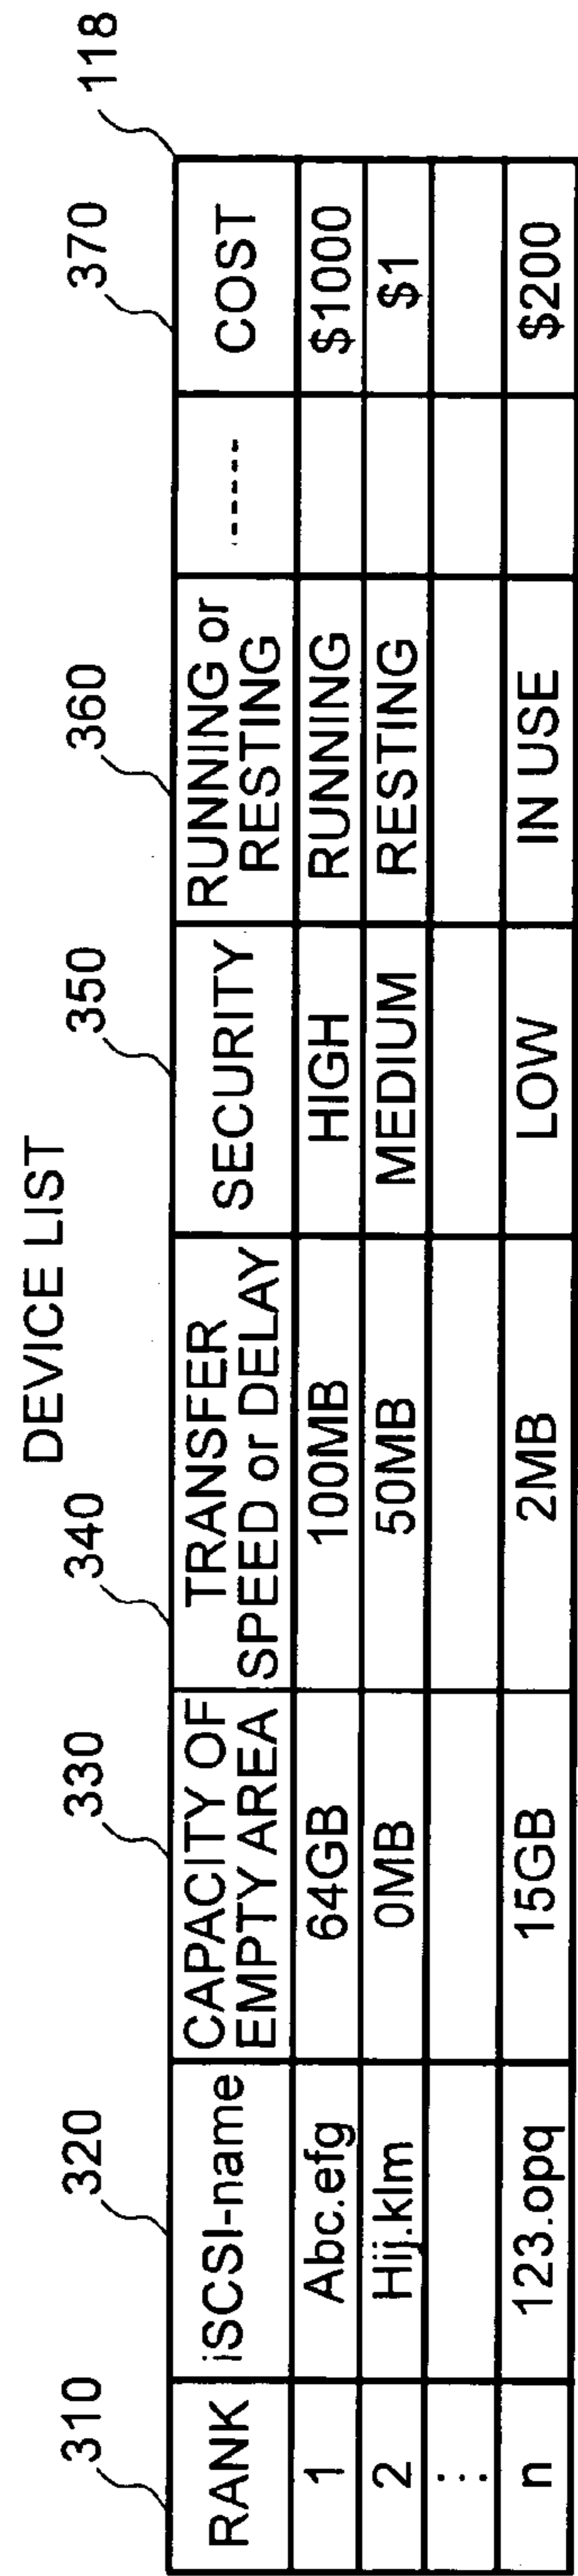 DEVICE LIST
310 320 330 340 350 360 370 118
RANK iSCSI-name CAPACITY OF EMPTY AREA TRANSFER SPEED or DELAY SECURITY RUNNING or RESTING ----- COST
1 Abc.efg 64GB 100MB HIGH RUNNING $1000
2 Hij.klm 0MB 50MB MEDIUM RESTING $1
⋮
n 123.opq 15GB 2MB LOW IN USE $200